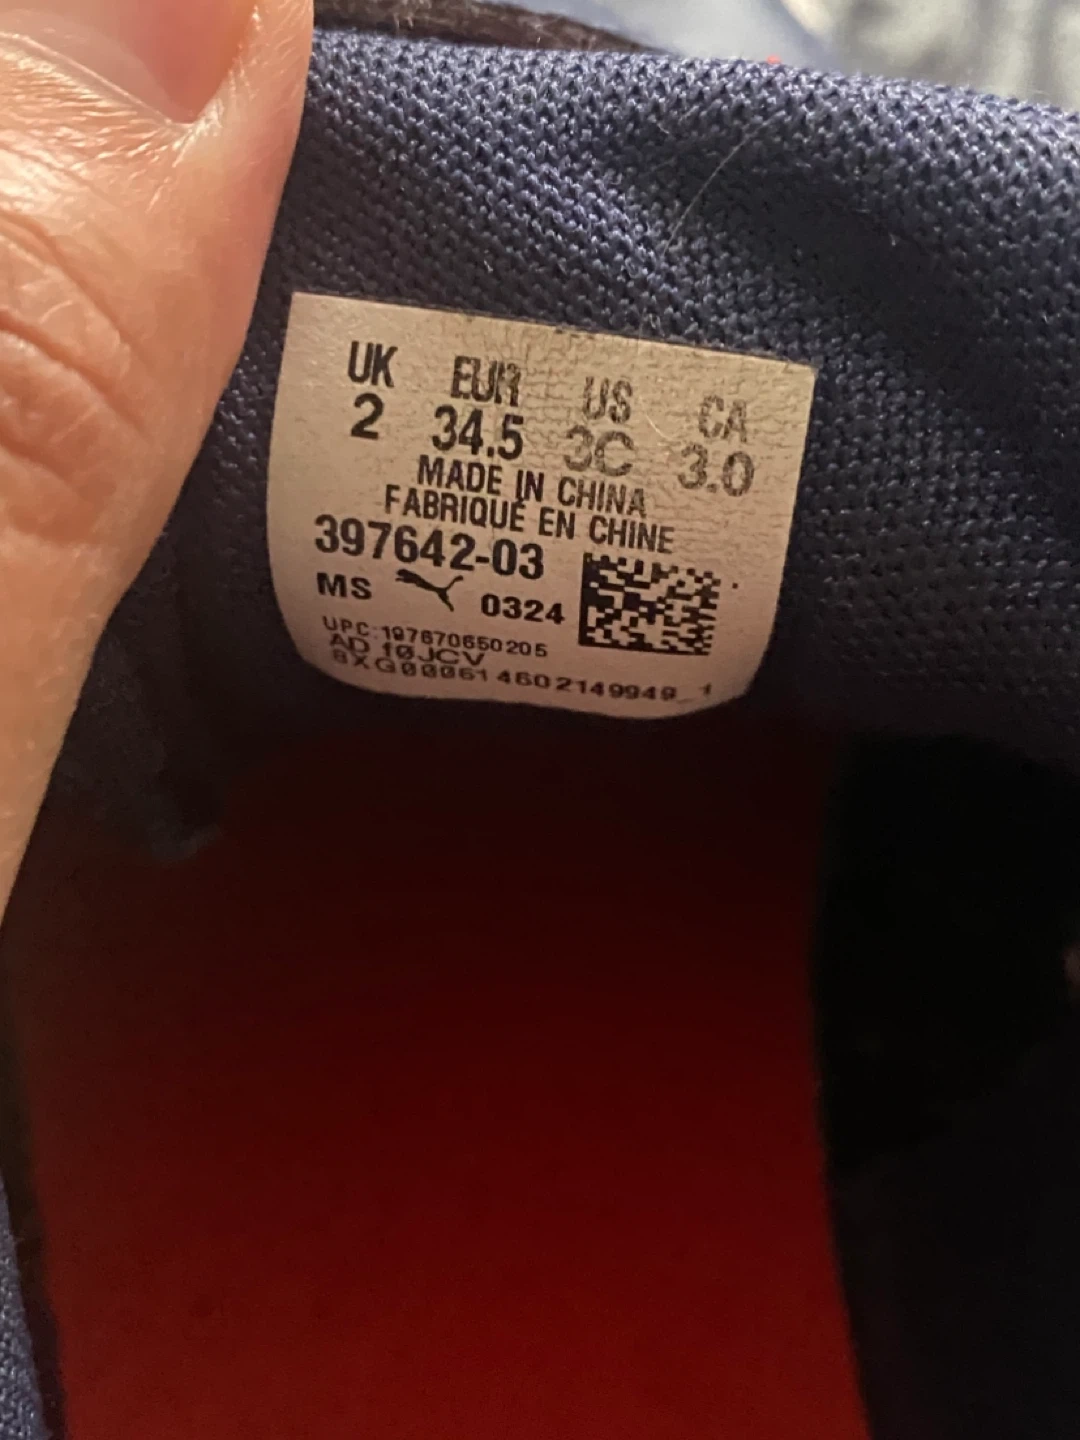 UK EUR US CA
2 34.5 3C 3.0
MADE IN CHINA
FABRIQUÉ EN CHINE
397642-03
MS 0324
UPC:197670650205
AD 10JCV
8XG000614602149949_1